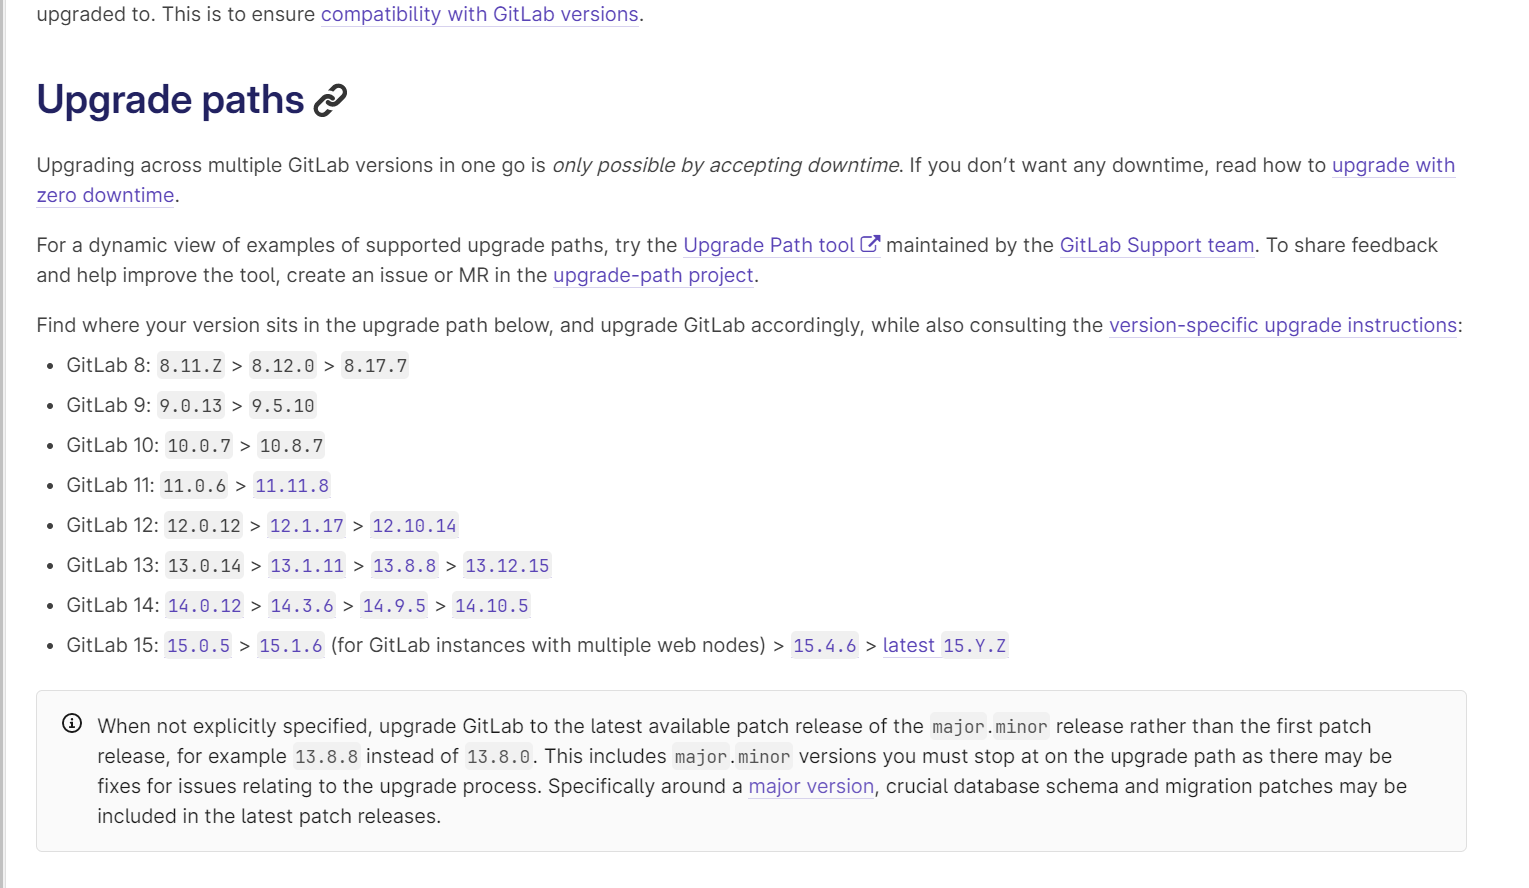 upgraded to. This is to ensure compatibility with GitLab versions.
Upgrade paths
Upgrading across multiple GitLab versions in one go is only possible by accepting downtime. If you don’t want any downtime, read how to upgrade with
zero downtime.
For a dynamic view of examples of supported upgrade paths, try the Upgrade Path tool maintained by the GitLab Support team. To share feedback
and help improve the tool, create an issue or MR in the upgrade-path project.
Find where your version sits in the upgrade path below, and upgrade GitLab accordingly, while also consulting the version-specific upgrade instructions:
• GitLab 8: 8.11.Z > 8.12.0 > 8.17.7
• GitLab 9: 9.0.13 > 9.5.10
• GitLab 10: 10.0.7 > 10.8.7
• GitLab 11: 11.0.6 > 11.11.8
• GitLab 12: 12.0.12 > 12.1.17 > 12.10.14
• GitLab 13: 13.0.14 > 13.1.11 > 13.8.8 > 13.12.15
• GitLab 14: 14.0.12 > 14.3.6 > 14.9.5 > 14.10.5
• GitLab 15: 15.0.5 > 15.1.6 (for GitLab instances with multiple web nodes) > 15.4.6 > latest 15.Y.Z
When not explicitly specified, upgrade GitLab to the latest available patch release of the major.minor release rather than the first patch
release, for example 13.8.8 instead of 13.8.0. This includes major.minor versions you must stop at on the upgrade path as there may be
fixes for issues relating to the upgrade process. Specifically around a major version, crucial database schema and migration patches may be
included in the latest patch releases.